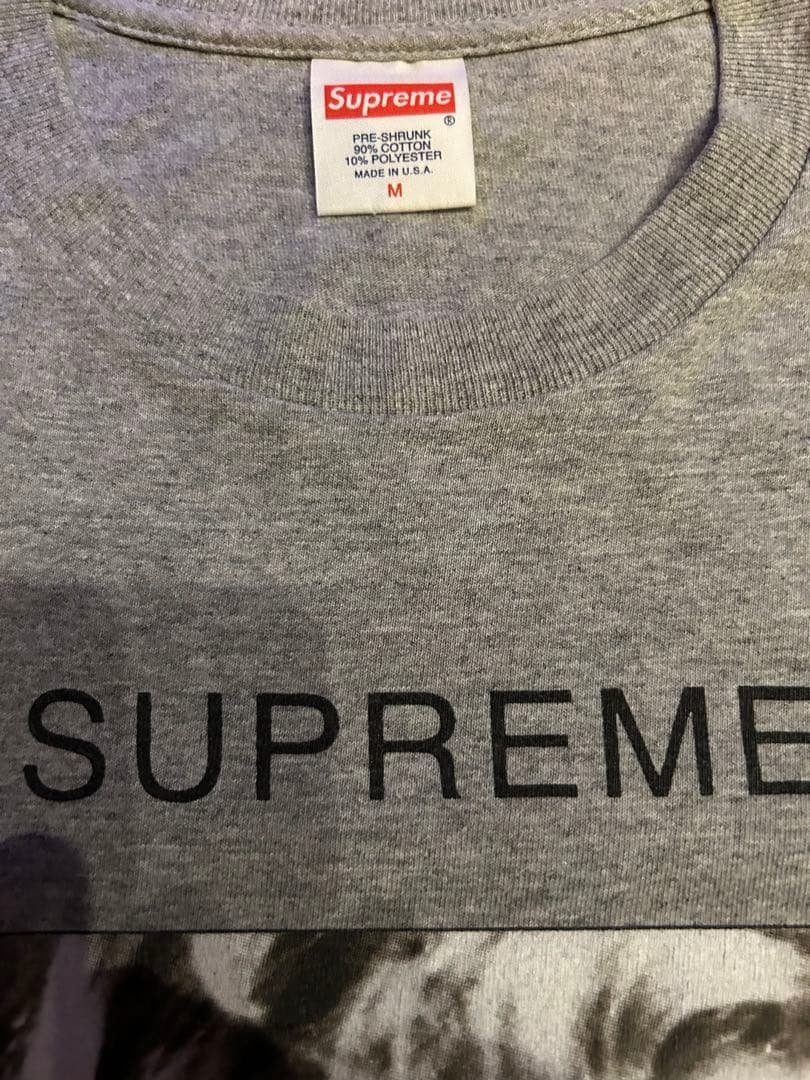 Supreme
®
PRE-SHRUNK
90% COTTON
10% POLYESTER
MADE IN U.S.A.
M
SUPREME